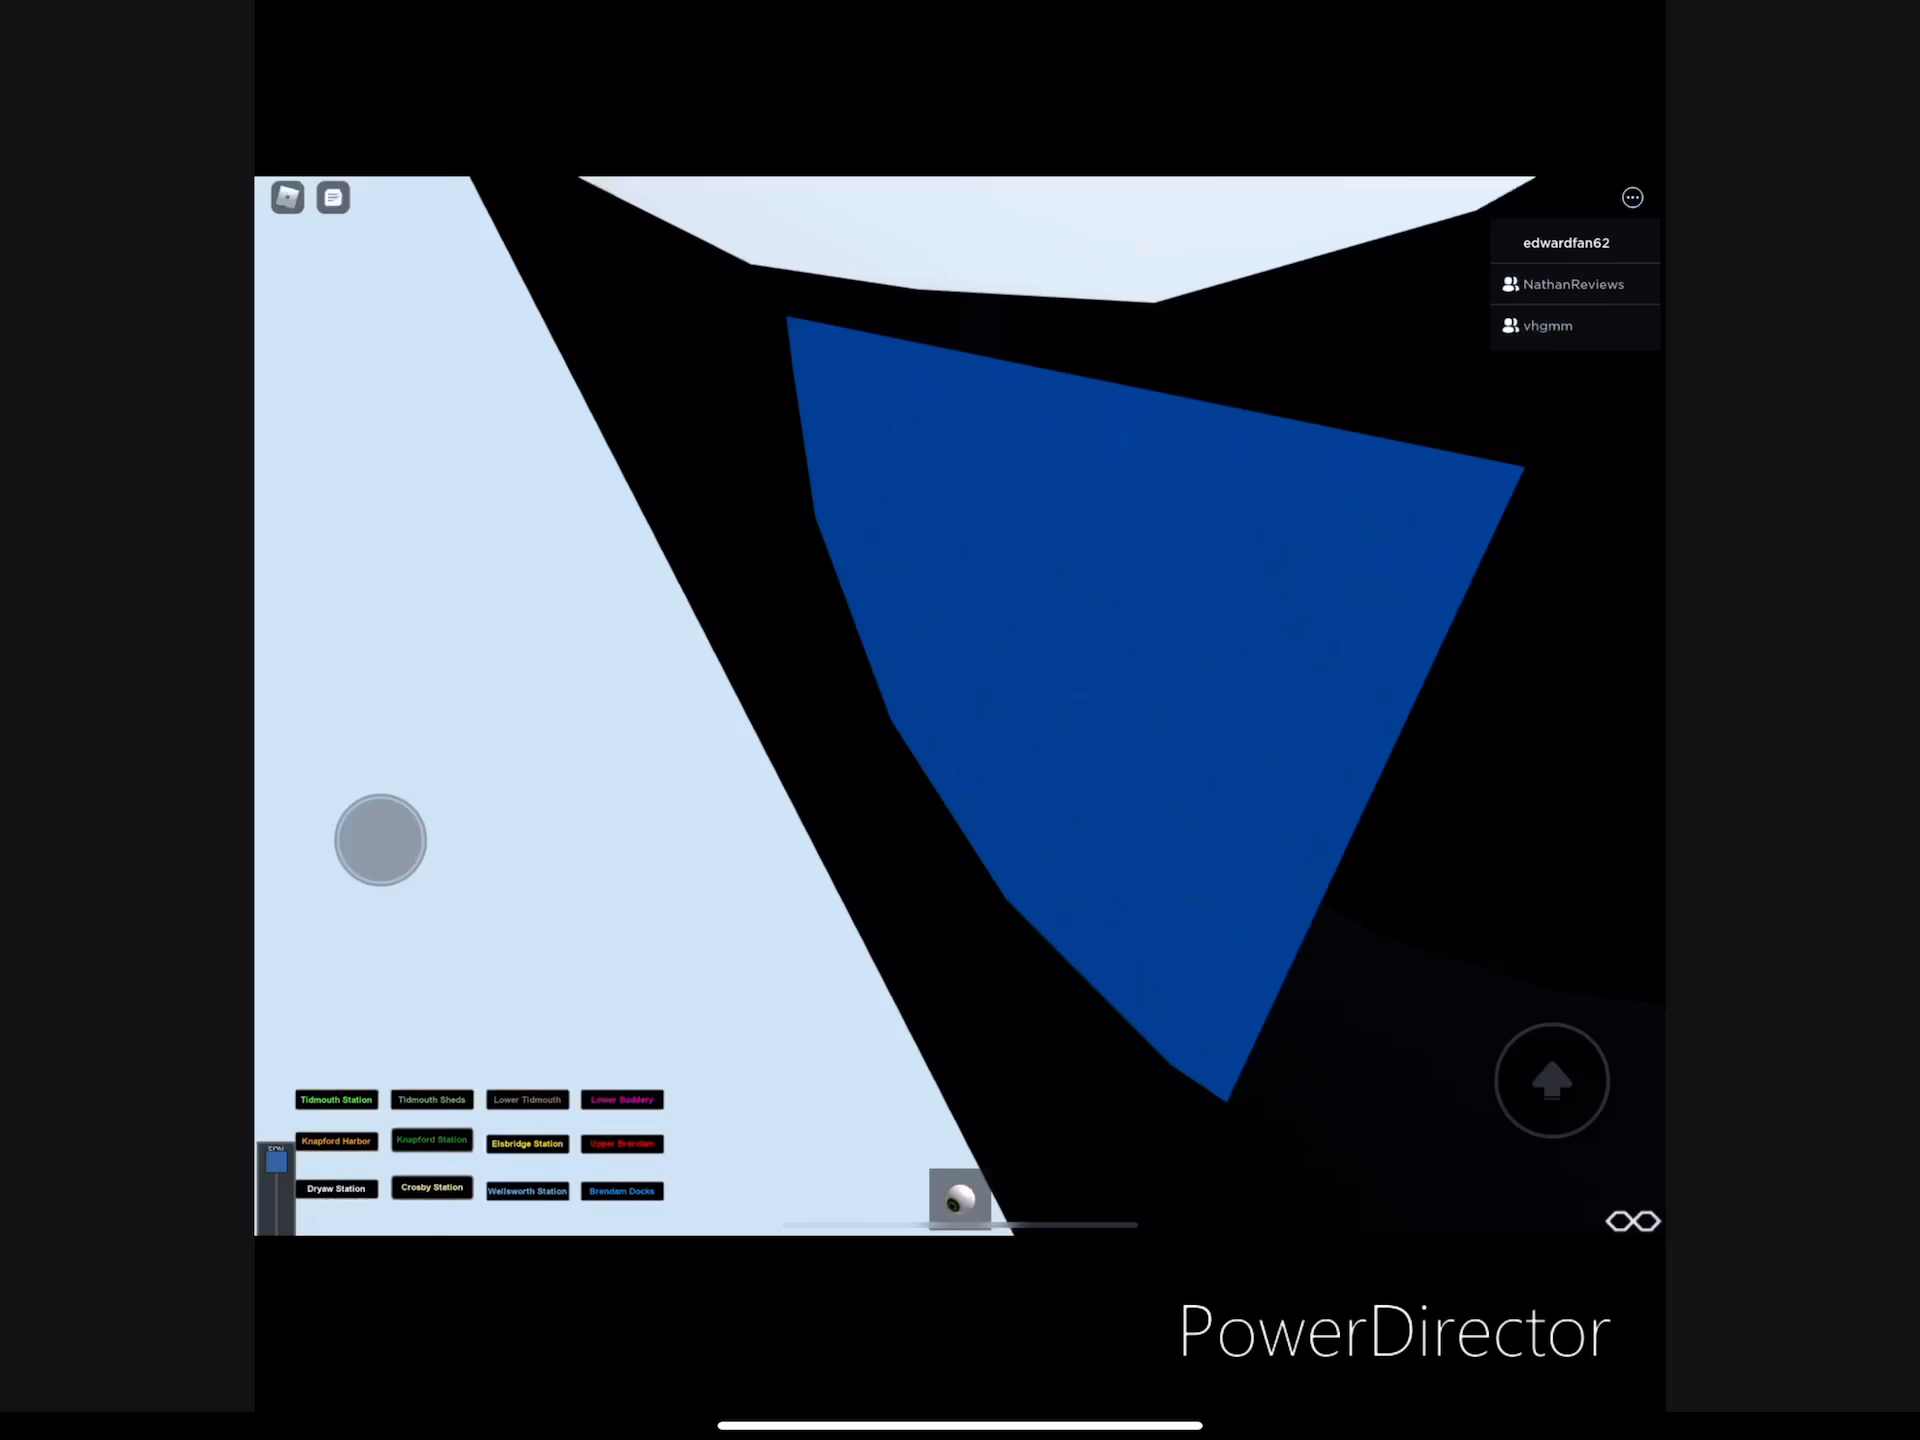 edwardfan62
NathanReviews
vhgmm
Tidmouth Station
Tidmouth Sheds
Lower Tidmouth
Lower Suddery
Knapford Harbor
Knapford Station
Elsbridge Station
Upper Brendam
Dryaw Station
Crosby Station
Wellsworth Station
Brendam Docks
PowerDirector